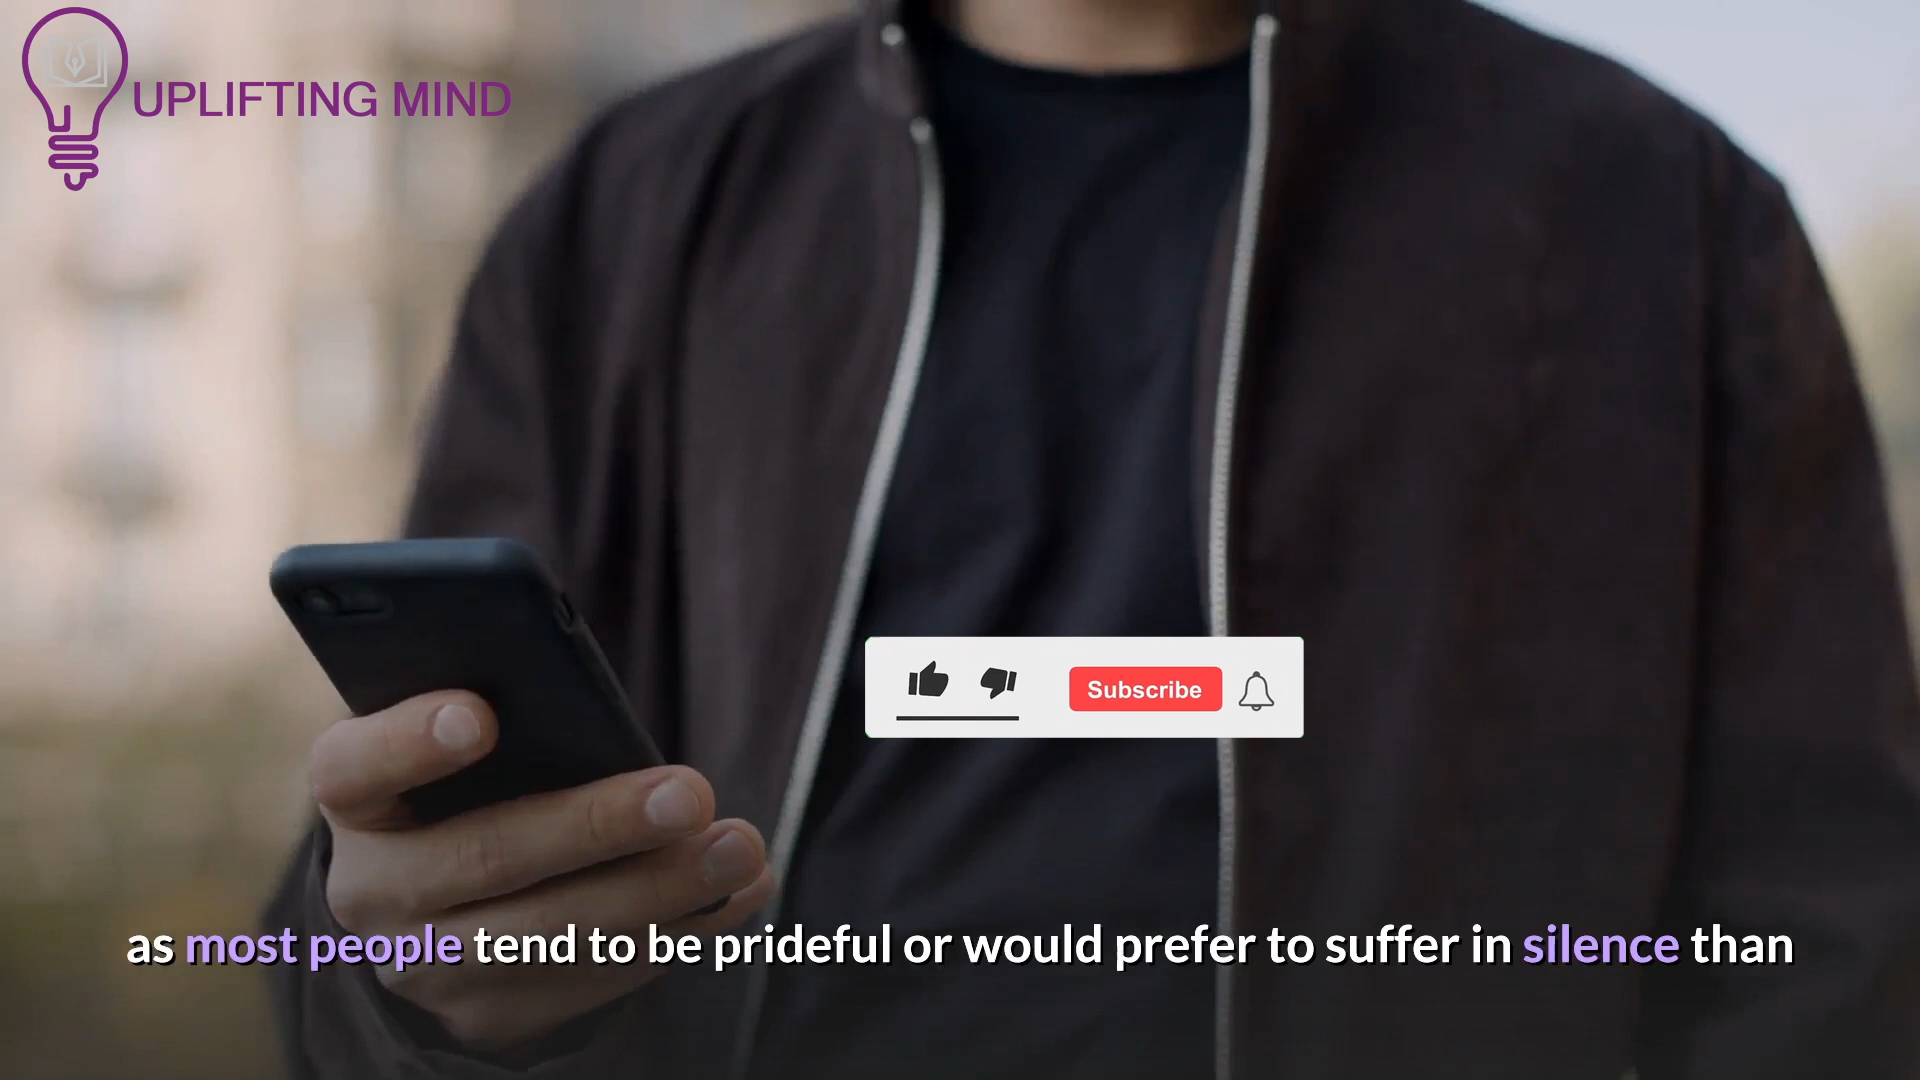 UPLIFTING MIND
Subscribe
as most people tend to be prideful or would prefer to suffer in silence than